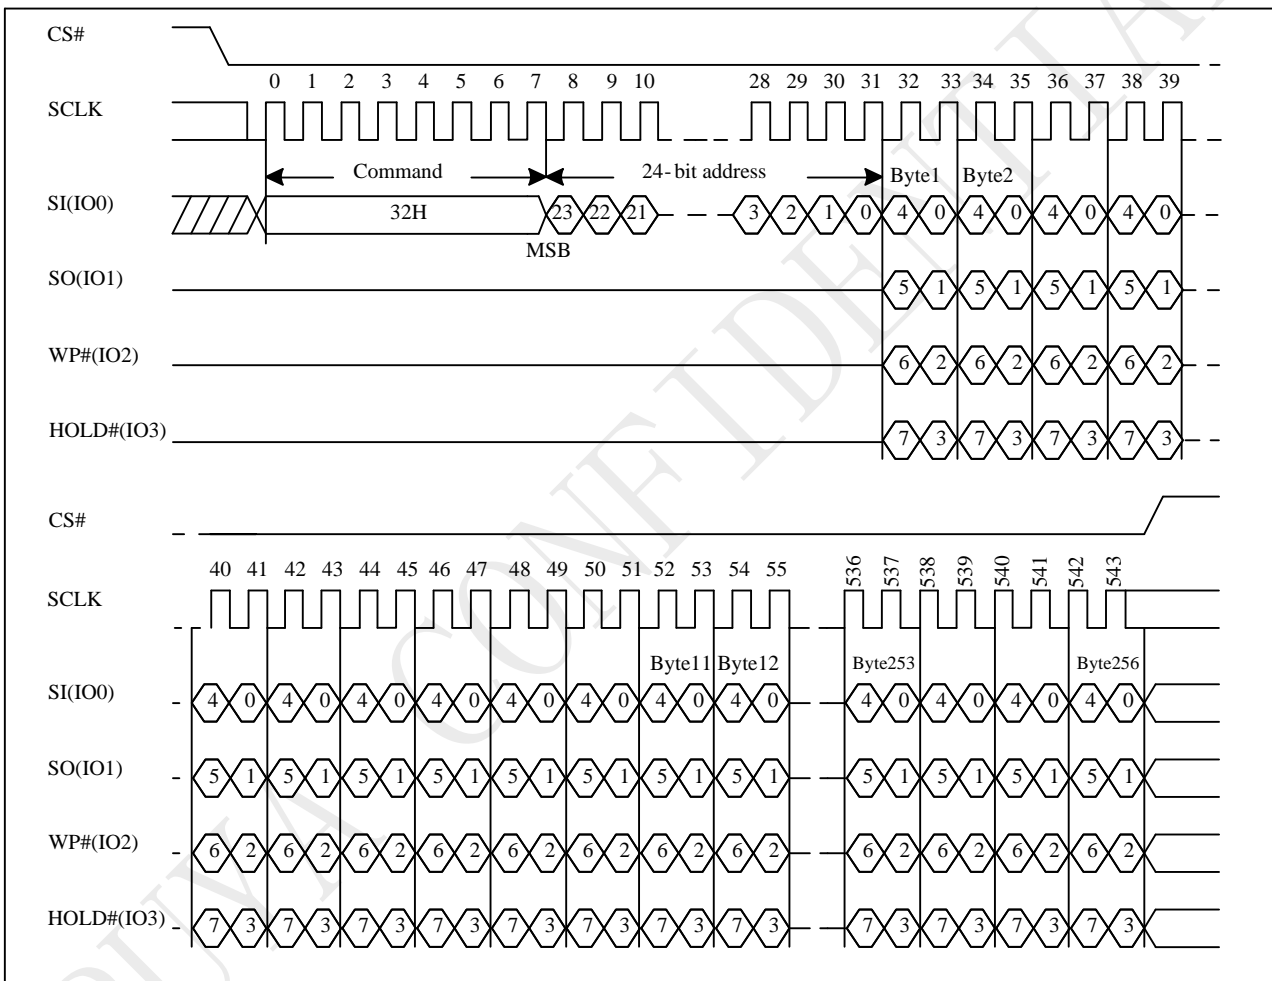 CS#
0 1 2 3 4 5 6 7 8 9 10 28 29 30 31 32 33 34 35 36 37 38 39
SCLK
Command 24-bit address Byte1 Byte2
SI(IO0) 32H 23 22 21 3 2 1 0 4 0 4 0 4 0 4 0
MSB
SO(IO1) 5 1 5 1 5 1 5 1
WP#(IO2) 6 2 6 2 6 2 6 2
HOLD#(IO3) 7 3 7 3 7 3 7 3
CS#
40 41 42 43 44 45 46 47 48 49 50 51 52 53 54 55 536 537 538 539 540 541 542 543
SCLK
Byte11 Byte12 Byte253 Byte256
SI(IO0) 4 0 4 0 4 0 4 0 4 0 4 0 4 0 4 0 4 0 4 0 4 0 4 0
SO(IO1) 5 1 5 1 5 1 5 1 5 1 5 1 5 1 5 1 5 1 5 1 5 1 5 1
WP#(IO2) 6 2 6 2 6 2 6 2 6 2 6 2 6 2 6 2 6 2 6 2 6 2 6 2
HOLD#(IO3) 7 3 7 3 7 3 7 3 7 3 7 3 7 3 7 3 7 3 7 3 7 3 7 3
PUYA CONFIDENTIAL